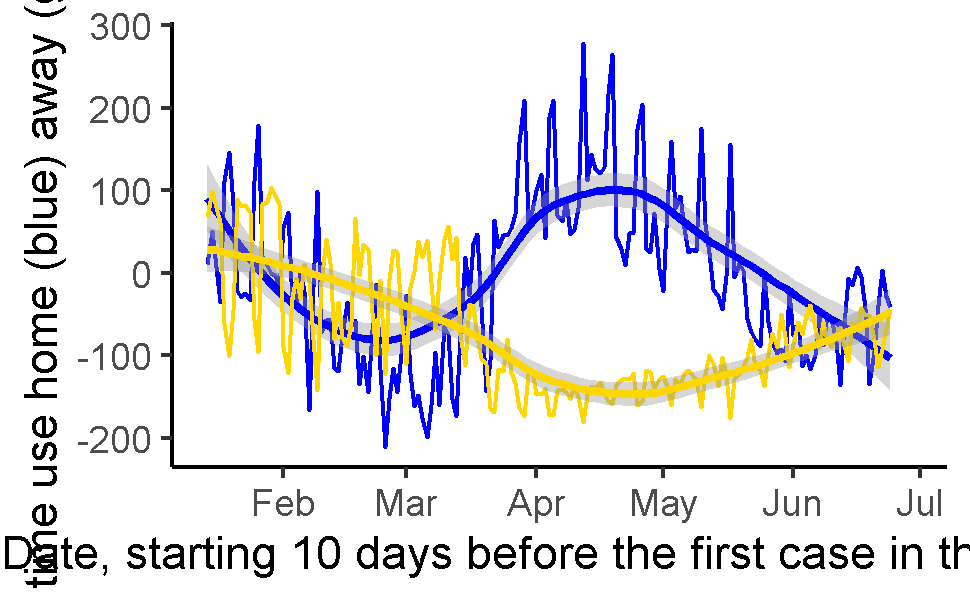 time use home (blue) away (
300
200
100
0
-100
-200
Feb Mar Apr May Jun Jul
Date, starting 10 days before the first case in th